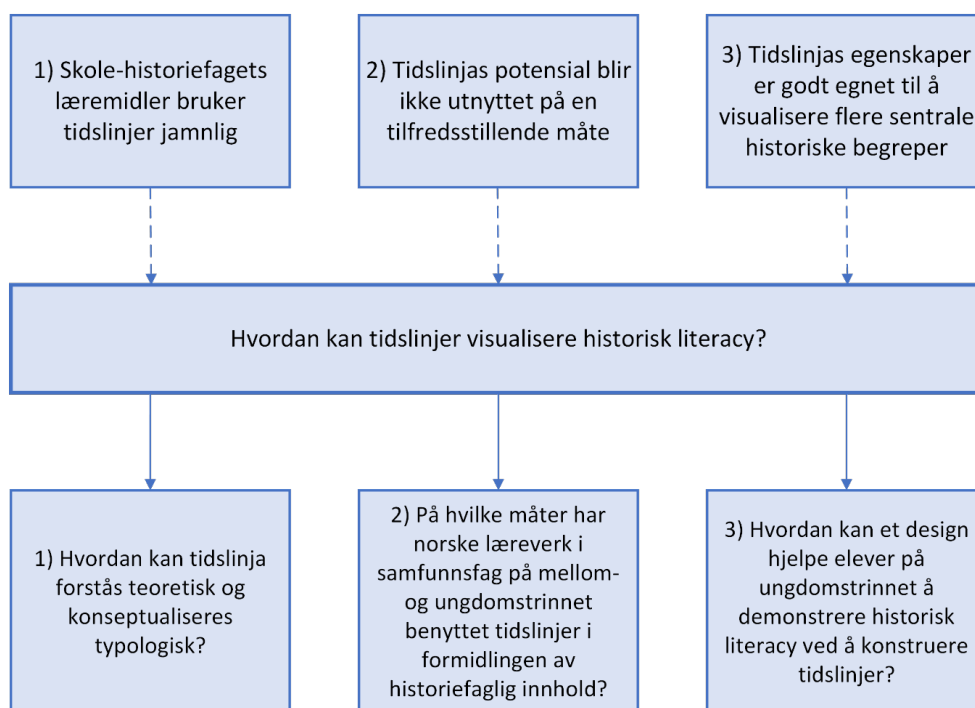 1) Skole-historiefagets
læremidler bruker
tidslinjer jamnlig
2) Tidslinjas potensial blir
ikke utnyttet på en
tilfredsstillende måte
3) Tidslinjas egenskaper
er godt egnet til å
visualisere flere sentrale
historiske begreper
Hvordan kan tidslinjer visualisere historisk literacy?
1) Hvordan kan tidslinja
forstås teoretisk og
konseptualiseres
typologisk?
2) På hvilke måter har
norske læreverk i
samfunnsfag på mellom-
og ungdomstrinnet
benyttet tidslinjer i
formidlingen av
historiefaglig innhold?
3) Hvordan kan et design
hjelpe elever på
ungdomstrinnet å
demonstrere historisk
literacy ved å konstruere
tidslinjer?